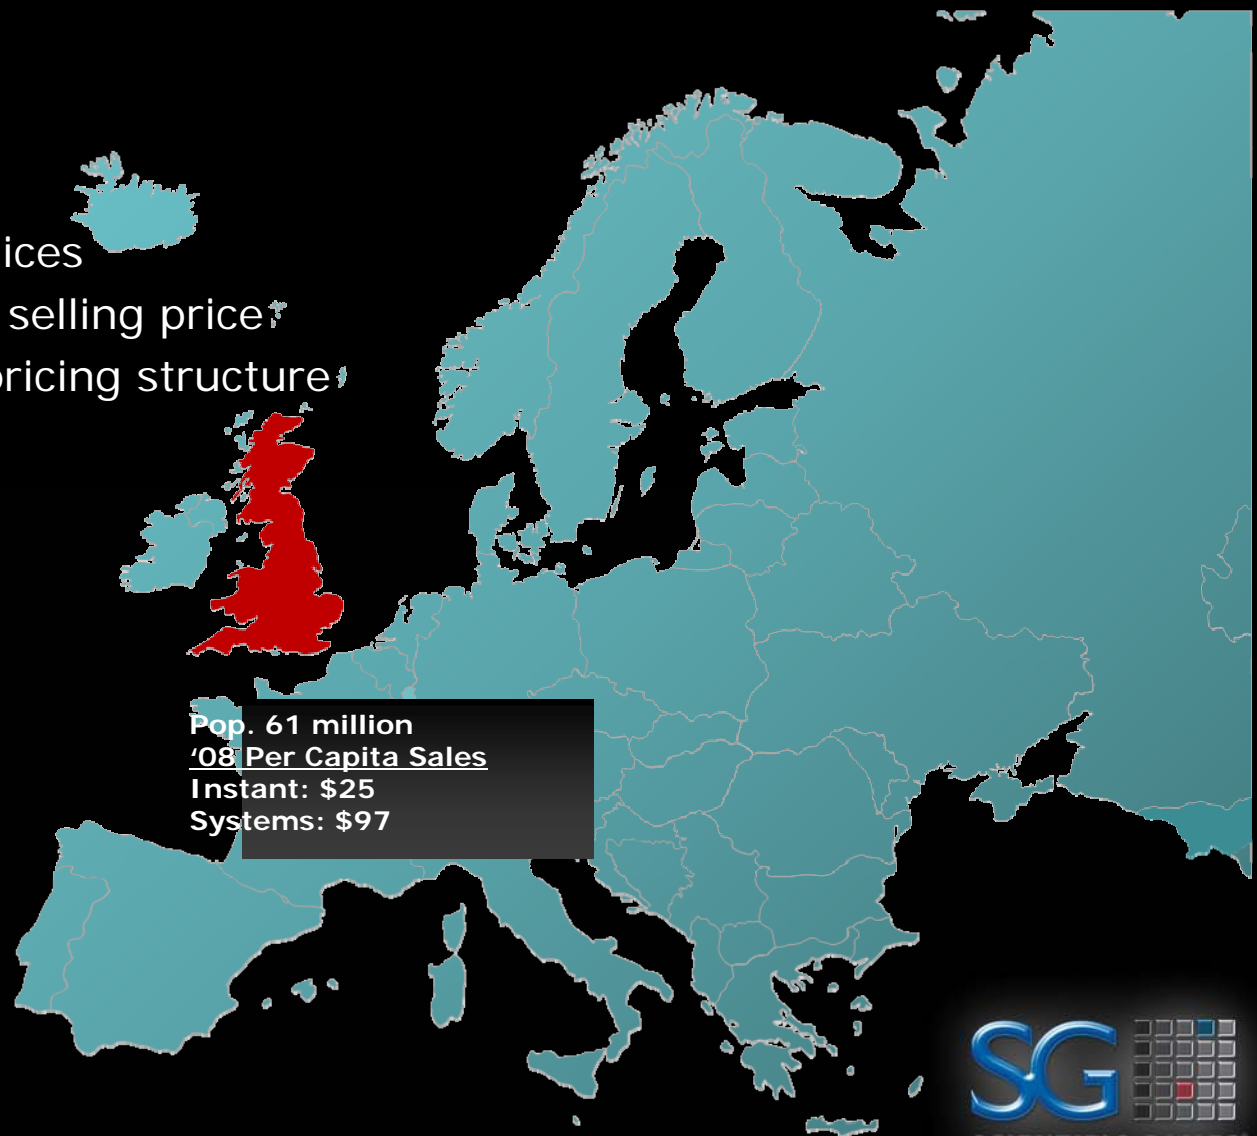 ices
selling price
pricing structure
Pop. 61 million
‘08 Per Capita Sales
Instant: $25
Systems: $97
SG